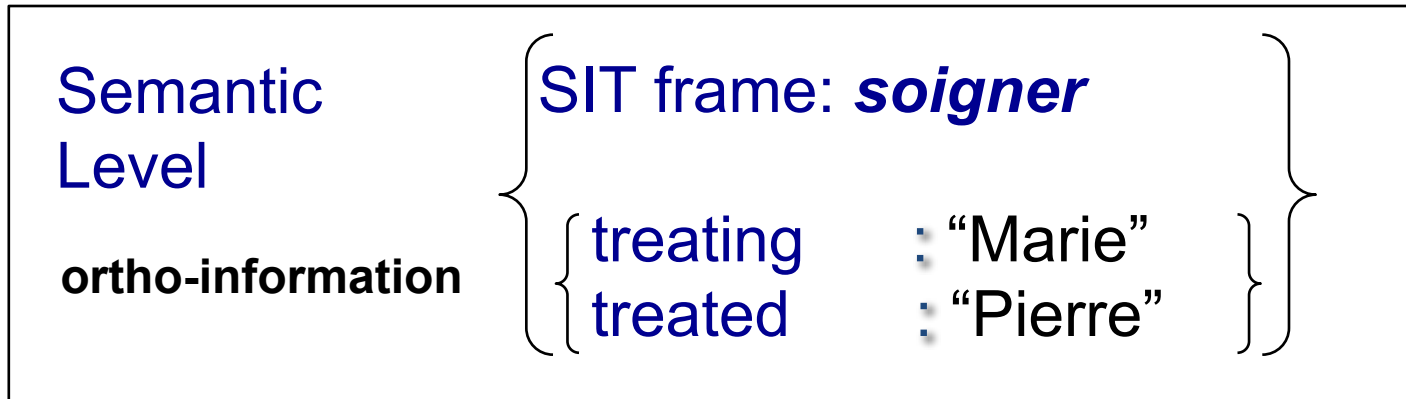 Semantic
Level
ortho-information
SIT frame: soigner
treating : “Marie”
treated : “Pierre”